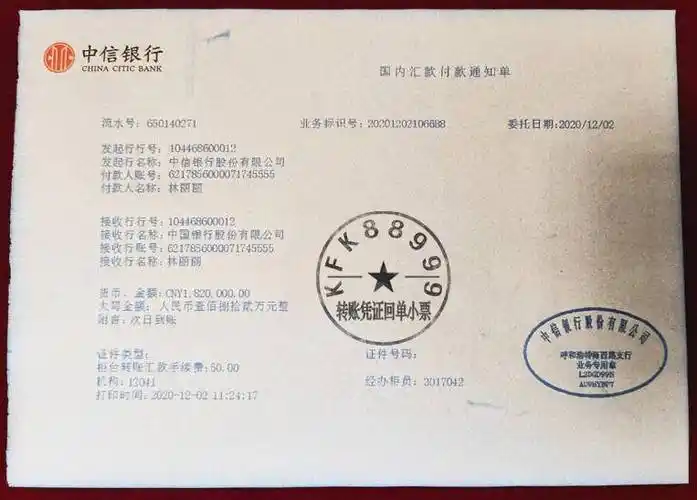 中信银行
CHINA CITIC BANK
国内汇款付款通知单
流水号: 650140271
业务标识号: 20201202106688
委托日期:2020/12/02
发起行行号: 104468600012
发起行名称: 中信银行股份有限公司
付款人账号: 6217856000071745555
付款人名称: 林丽丽
接收行行号: 104468600012
接收行名称: 中国银行股份有限公司
接收行账号: 6217856000071745555
接收行名称: 林丽丽
货币、金额: CNY1,820,000.00
大写金额: 人民币壹佰捌拾贰万元整
附言: 次日到账
KFK88999
转账凭证回单小票
中信银行股份有限公司
呼和浩特 支行
业务专用章
证件类型:
证件号码:
柜台转账汇款手续费:50.00
机构: 12041
经办柜员: 3017042
打印时间: 2020-12-02 11:24:17